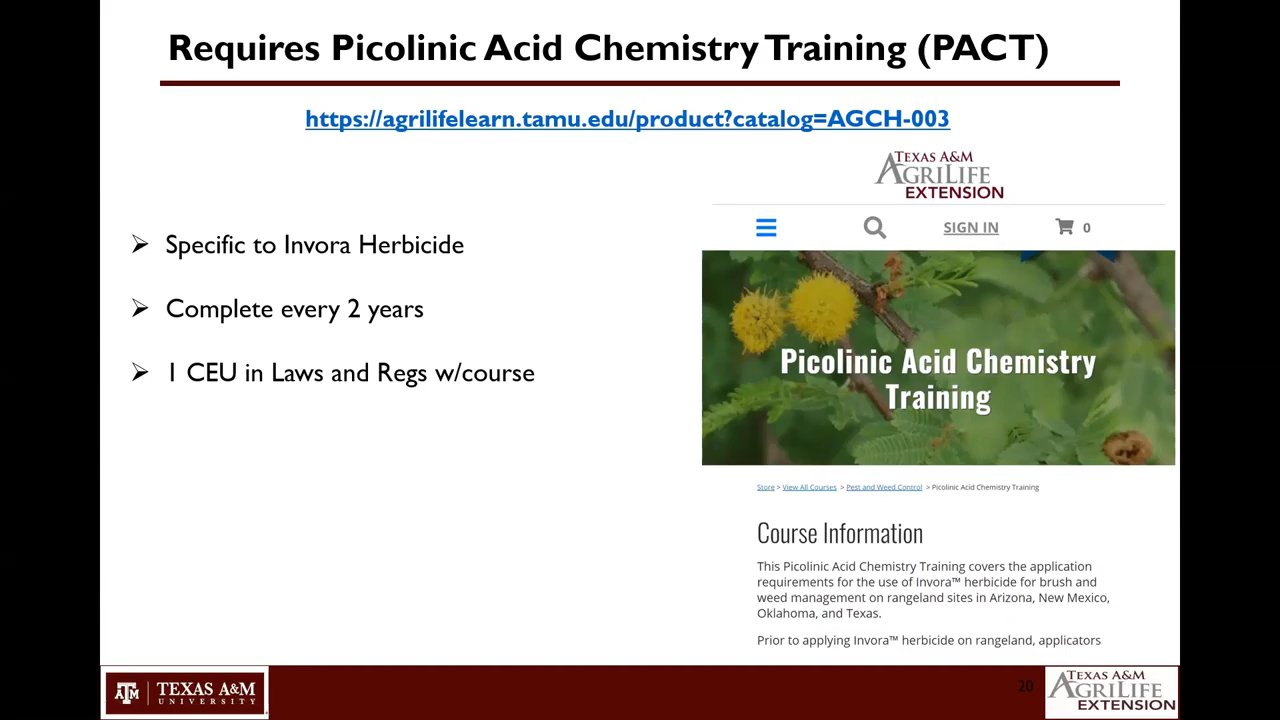 Requires Picolinic Acid Chemistry Training (PACT)
https://agrilifelearn.tamu.edu/product?catalog=AGCH-003
Specific to Invora Herbicide
Complete every 2 years
1 CEU in Laws and Regs w/course
TEXAS A&M
AGRILIFE
EXTENSION
SIGN IN
0
Picolinic Acid Chemistry
Training
Store > View All Courses > Pest and Weed Control > Picolinic Acid Chemistry Training
Course Information
This Picolinic Acid Chemistry Training covers the application
requirements for the use of Invora™ herbicide for brush and
weed management on rangeland sites in Arizona, New Mexico,
Oklahoma, and Texas.
Prior to applying Invora™ herbicide on rangeland, applicators
ATM
TEXAS A&M
UNIVERSITY
20
TEXAS A&M
AGRILIFE
EXTENSION